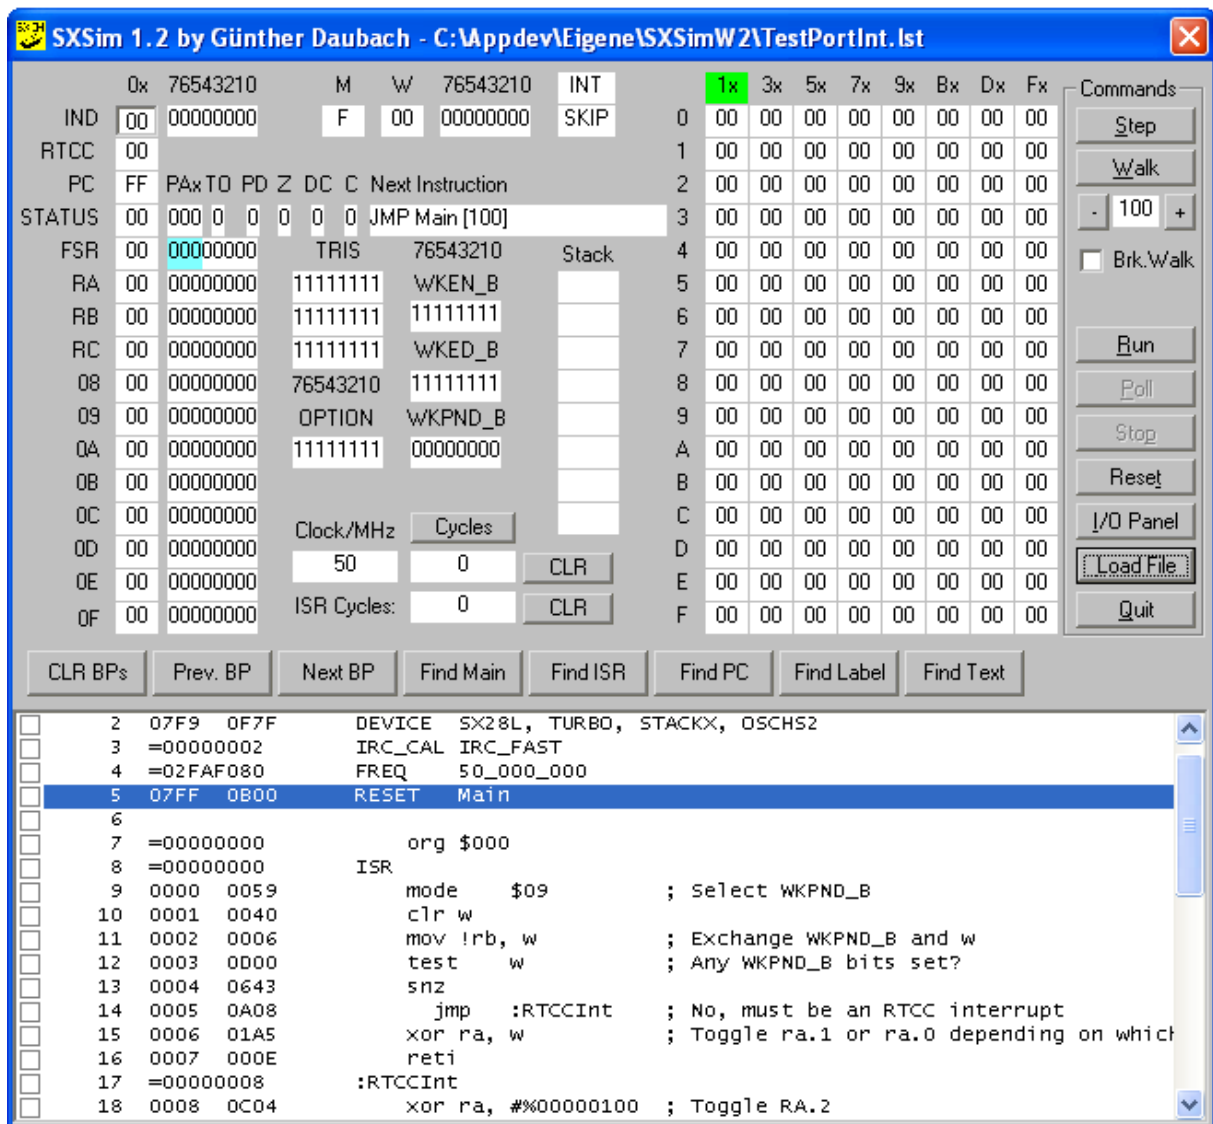 SXSim 1.2 by Günther Daubach - C:\Appdev\Eigene\SXSimW2\TestPortInt.lst
0x 76543210 M W 76543210 INT 1x 3x 5x 7x 9x Bx Dx Fx Commands
IND 00 00000000 F 00 00000000 SKIP 0 00 00 00 00 00 00 00 00 Step
RTCC 00 1 00 00 00 00 00 00 00 00 Walk
PC FF PAx TO PD Z DC C Next Instruction 2 00 00 00 00 00 00 00 00
STATUS 00 000 0 0 0 0 0 JMP Main [100] 3 00 00 00 00 00 00 00 00 - 100 +
FSR 00 00000000 TRIS 76543210 Stack 4 00 00 00 00 00 00 00 00 Brk.Walk
RA 00 00000000 11111111 WKEN_B 5 00 00 00 00 00 00 00 00
RB 00 00000000 11111111 11111111 6 00 00 00 00 00 00 00 00
RC 00 00000000 11111111 WKED_B 7 00 00 00 00 00 00 00 00 Run
08 00 00000000 76543210 11111111 8 00 00 00 00 00 00 00 00 Poll
09 00 00000000 OPTION WKPND_B 9 00 00 00 00 00 00 00 00 Stop
0A 00 00000000 11111111 00000000 A 00 00 00 00 00 00 00 00
0B 00 00000000 B 00 00 00 00 00 00 00 00 Reset
0C 00 00000000 Clock/MHz Cycles C 00 00 00 00 00 00 00 00 I/O Panel
0D 00 00000000 50 0 CLR D 00 00 00 00 00 00 00 00 Load File
0E 00 00000000 E 00 00 00 00 00 00 00 00
0F 00 00000000 ISR Cycles: 0 CLR F 00 00 00 00 00 00 00 00 Quit
CLR BPs Prev. BP Next BP Find Main Find ISR Find PC Find Label Find Text
2 07F9 0F7F DEVICE SX28L, TURBO, STACKX, OSCHS2
3 =00000002 IRC_CAL IRC_FAST
4 =02FAF080 FREQ 50_000_000
5 07FF 0B00 RESET Main
6
7 =00000000 org $000
8 =00000000 ISR
9 0000 0059 mode $09 ; Select WKPND_B
10 0001 0040 clr w
11 0002 0006 mov !rb, w ; Exchange WKPND_B and w
12 0003 0D00 test w ; Any WKPND_B bits set?
13 0004 0643 snz
14 0005 0A08 jmp :RTCCInt ; No, must be an RTCC interrupt
15 0006 01A5 xor ra, w ; Toggle ra.1 or ra.0 depending on which
16 0007 000E reti
17 =00000008 :RTCCInt
18 0008 0C04 xor ra, #%00000100 ; Toggle RA.2